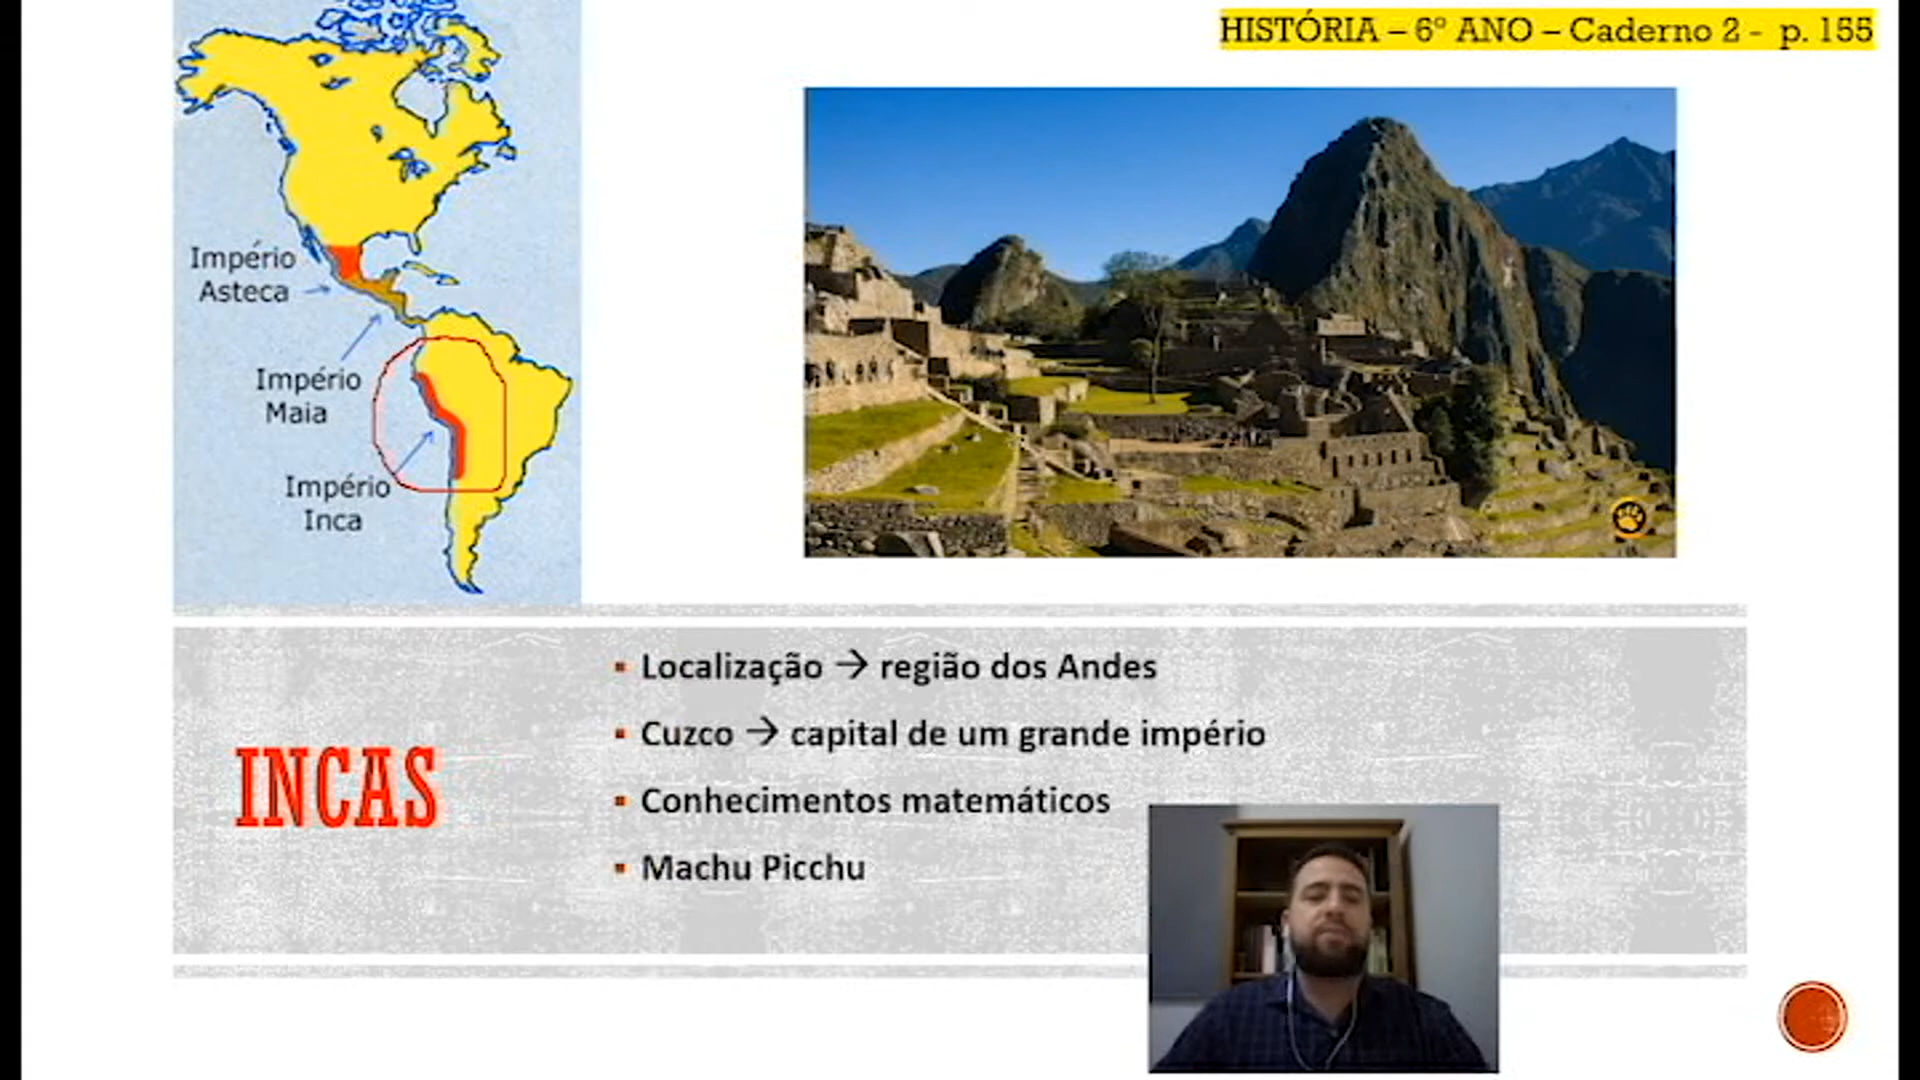 HISTÓRIA – 6º ANO – Caderno 2 - p. 155
Império
Asteca
Império
Maia
Império
Inca
INCAS
▪ Localização → região dos Andes
▪ Cuzco → capital de um grande império
▪ Conhecimentos matemáticos
▪ Machu Picchu